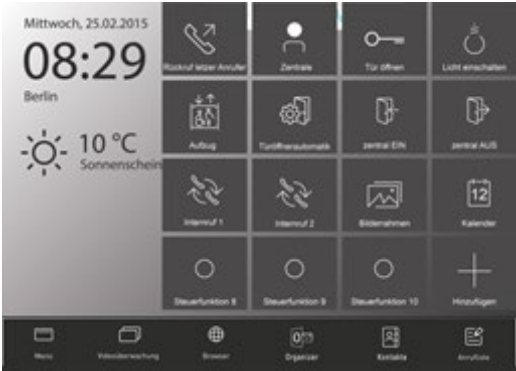 Mittwoch, 25.02.2015
08:29
Berlin
10 °C
Sonnenschein
Rückruf letzer Anrufer
Zentrale
Tür öffnen
Licht einschalten
Aufzug
Türöffnerautomatik
zentral EIN
zentral AUS
Internruf 1
Internruf 2
Bilderrahmen
12
Kalender
Steuerfunktion 8
Steuerfunktion 9
Steuerfunktion 10
Hinzufügen
Menü
Videoüberwachung
Browser
Organizer
Kontakte
Anrufliste